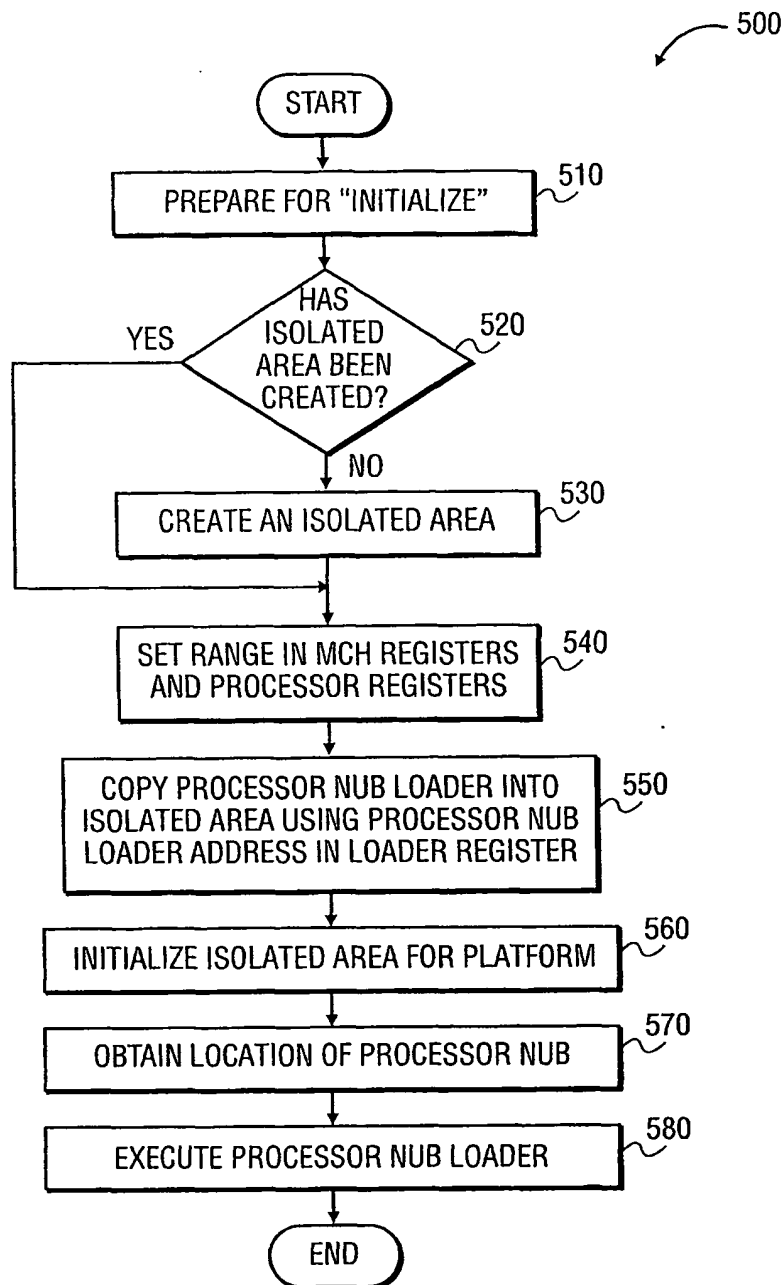 500
START
PREPARE FOR “INITIALIZE”
510
HAS
ISOLATED
AREA BEEN
CREATED?
520
YES
NO
CREATE AN ISOLATED AREA
530
SET RANGE IN MCH REGISTERS
AND PROCESSOR REGISTERS
540
COPY PROCESSOR NUB LOADER INTO
ISOLATED AREA USING PROCESSOR NUB
LOADER ADDRESS IN LOADER REGISTER
550
INITIALIZE ISOLATED AREA FOR PLATFORM
560
OBTAIN LOCATION OF PROCESSOR NUB
570
EXECUTE PROCESSOR NUB LOADER
580
END